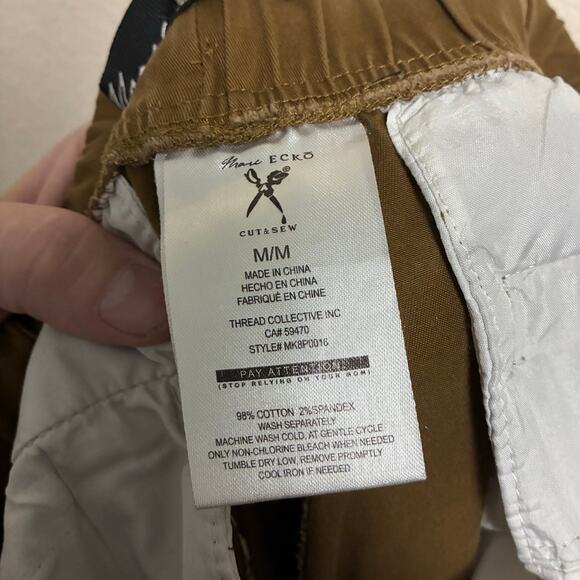 Marc ECKŌ
®
CUT & SEW
M/M
MADE IN CHINA
HECHO EN CHINA
FABRIQUÉ EN CHINE
THREAD COLLECTIVE INC
CA# 59470
STYLE# MK8P0016
PAY ATTENTION
(STOP RELYING ON YOUR MOM)
98% COTTON 2%SPANDEX
WASH SEPARATELY
MACHINE WASH COLD, AT GENTLE CYCLE
ONLY NON-CHLORINE BLEACH WHEN NEEDED
TUMBLE DRY LOW, REMOVE PROMPTLY
COOL IRON IF NEEDED